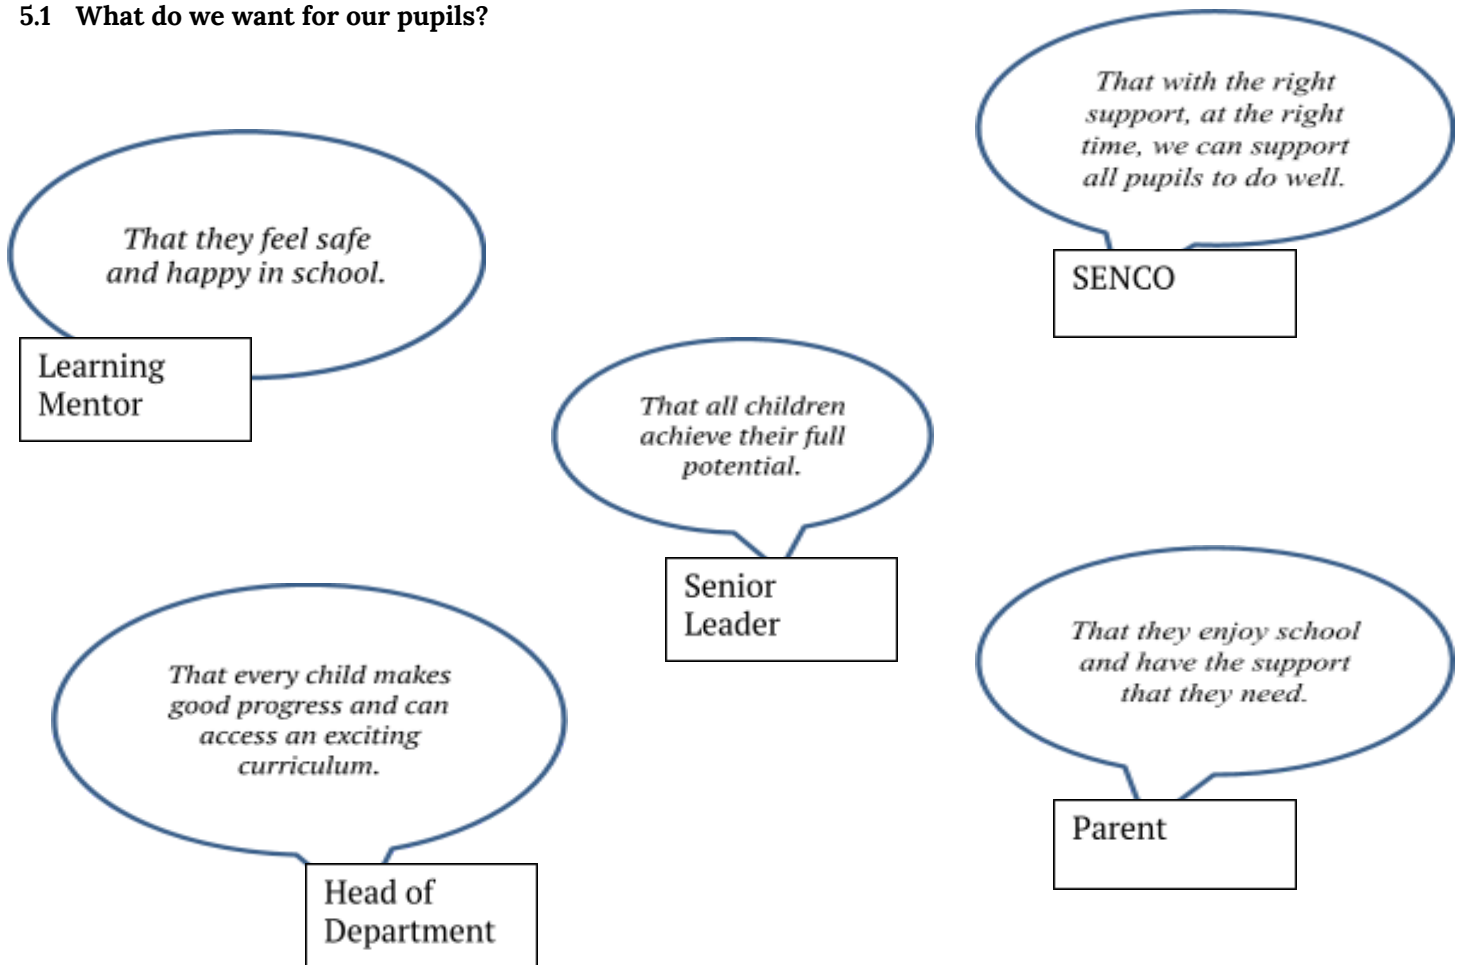 5.1 What do we want for our pupils?
That with the right
support, at the right
time, we can support
all pupils to do well.
SENCO
That they feel safe
and happy in school.
Learning
Mentor
That all children
achieve their full
potential.
Senior
Leader
That every child makes
good progress and can
access an exciting
curriculum.
Head of
Department
That they enjoy school
and have the support
that they need.
Parent